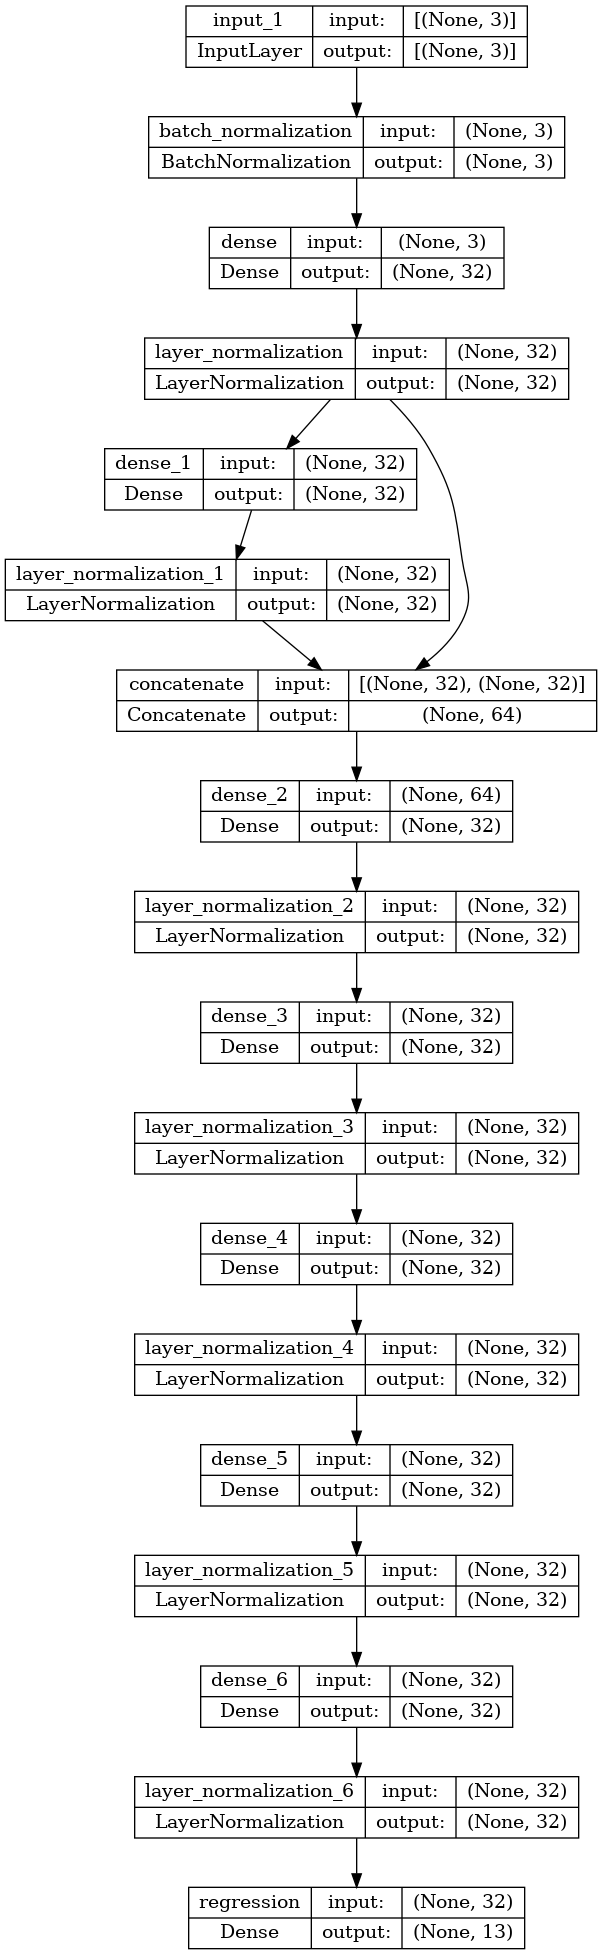 input_1 input: [(None, 3)]
InputLayer output: [(None, 3)]
batch_normalization input: (None, 3)
BatchNormalization output: (None, 3)
dense input: (None, 3)
Dense output: (None, 32)
layer_normalization input: (None, 32)
LayerNormalization output: (None, 32)
dense_1 input: (None, 32)
Dense output: (None, 32)
layer_normalization_1 input: (None, 32)
LayerNormalization output: (None, 32)
concatenate input: [(None, 32), (None, 32)]
Concatenate output: (None, 64)
dense_2 input: (None, 64)
Dense output: (None, 32)
layer_normalization_2 input: (None, 32)
LayerNormalization output: (None, 32)
dense_3 input: (None, 32)
Dense output: (None, 32)
layer_normalization_3 input: (None, 32)
LayerNormalization output: (None, 32)
dense_4 input: (None, 32)
Dense output: (None, 32)
layer_normalization_4 input: (None, 32)
LayerNormalization output: (None, 32)
dense_5 input: (None, 32)
Dense output: (None, 32)
layer_normalization_5 input: (None, 32)
LayerNormalization output: (None, 32)
dense_6 input: (None, 32)
Dense output: (None, 32)
layer_normalization_6 input: (None, 32)
LayerNormalization output: (None, 32)
regression input: (None, 32)
Dense output: (None, 13)